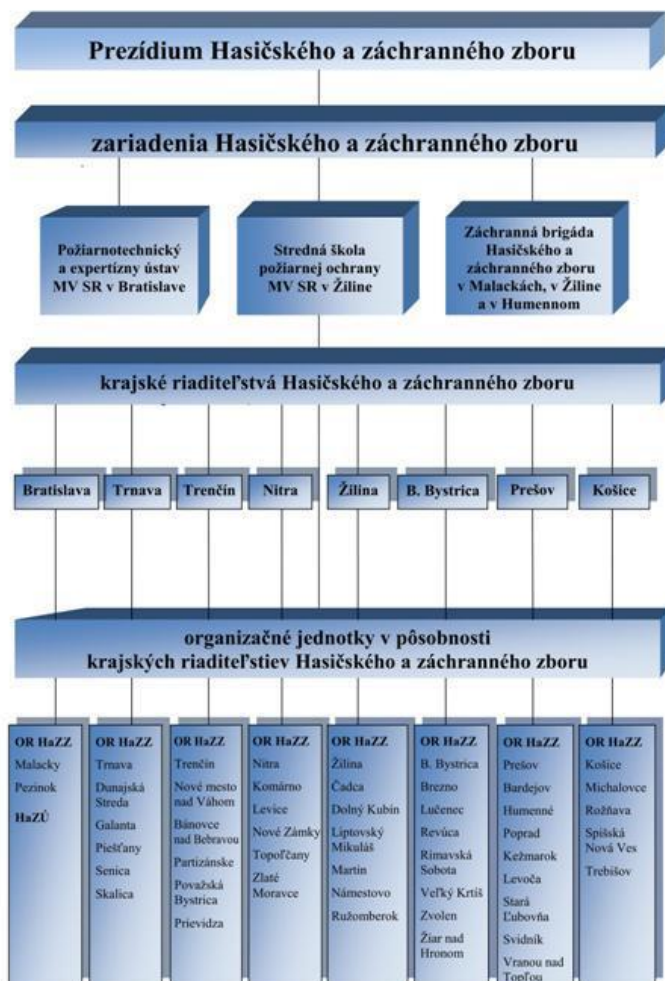 Prezídium Hasičského a záchranného zboru
zariadenia Hasičského a záchranného zboru
Požiarnotechnický
a expertízny ústav
MV SR v Bratislave
Stredná škola
požiarnej ochrany
MV SR v Žiline
Záchranná brigáda
Hasičského a
záchranného zboru
v Malackách, v Žiline
a v Humennom
krajské riaditeľstvá Hasičského a záchranného zboru
Bratislava
Trnava
Trenčín
Nitra
Žilina
B. Bystrica
Prešov
Košice
organizačné jednotky v pôsobnosti
krajských riaditeľstiev Hasičského a záchranného zboru
OR HaZZ
Malacky
Pezinok
HaZÚ
OR HaZZ
Trnava
Dunajská
Streda
Galanta
Piešťany
Senica
Skalica
OR HaZZ
Trenčín
Nové mesto
nad Váhom
Bánovce
nad Bebravou
Partizánske
Považská
Bystrica
Prievidza
OR HaZZ
Nitra
Komárno
Levice
Nové Zámky
Topoľčany
Zlaté
Moravce
OR HaZZ
Žilina
Čadca
Dolný Kubín
Liptovský
Mikuláš
Martin
Námestovo
Ružomberok
OR HaZZ
B. Bystrica
Brezno
Lučenec
Revúca
Rimavská
Sobota
Veľký Krtíš
Zvolen
Žiar nad
Hronom
OR HaZZ
Prešov
Bardejov
Humenné
Poprad
Kežmarok
Levoča
Stará
Ľubovňa
Svidník
Vranou nad
Topľou
OR HaZZ
Košice
Michalovce
Rožňava
Spišská
Nová Ves
Trebišov